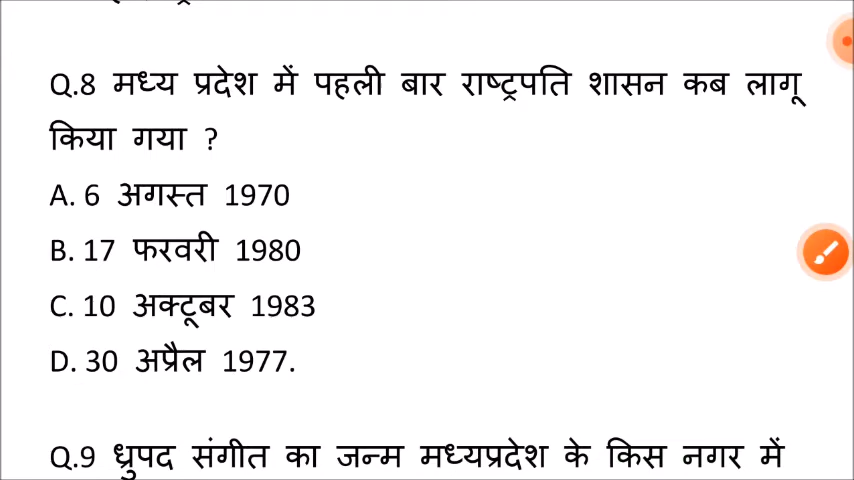 Q.8 मध्य प्रदेश में पहली बार राष्ट्रपति शासन कब लागू
किया गया ?
A. 6 अगस्त 1970
B. 17 फरवरी 1980
C. 10 अक्टूबर 1983
D. 30 अप्रैल 1977.
Q.9 ध्रुपद संगीत का जन्म मध्यप्रदेश के किस नगर में